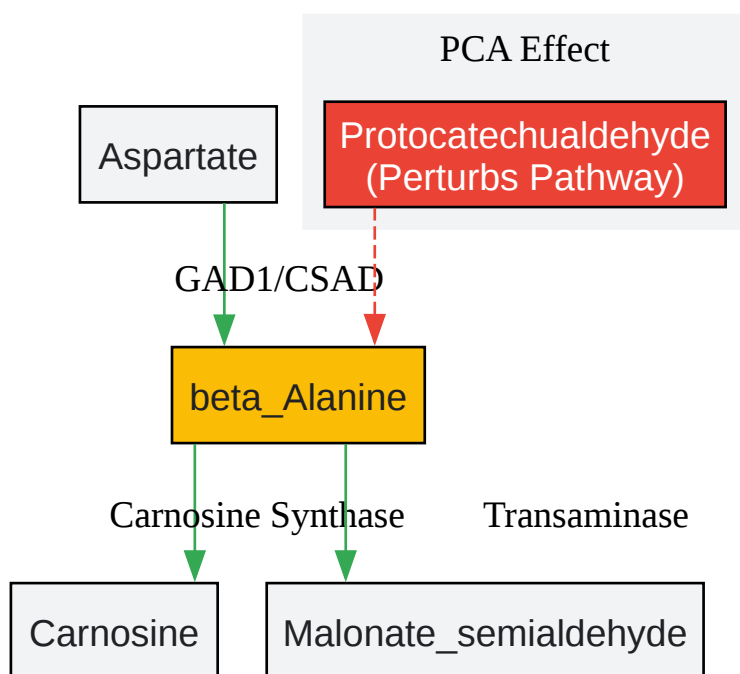 PCA Effect
Aspartate
Protocatechualdehyde
(Perturbs Pathway)
GAD1/CSAD
beta_Alanine
Carnosine Synthase
Transaminase
Carnosine
Malonate_semialdehyde